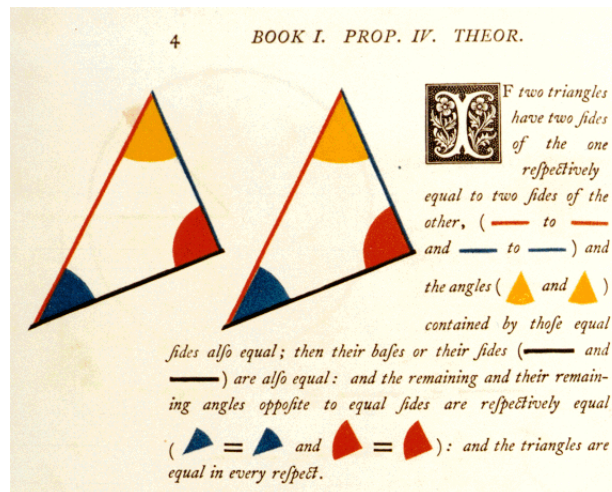 4 BOOK I. PROP. IV. THEOR.
IF two triangles
have two ſides
of the one
reſpectively
equal to two ſides of the
other, ( to
and to ) and
the angles ( and )
contained by thoſe equal
ſides alſo equal; then their baſes or their ſides ( and
) are alſo equal: and the remaining and their remain-
ing angles oppoſite to equal ſides are reſpectively equal
( = and = ): and the triangles are
equal in every reſpect.